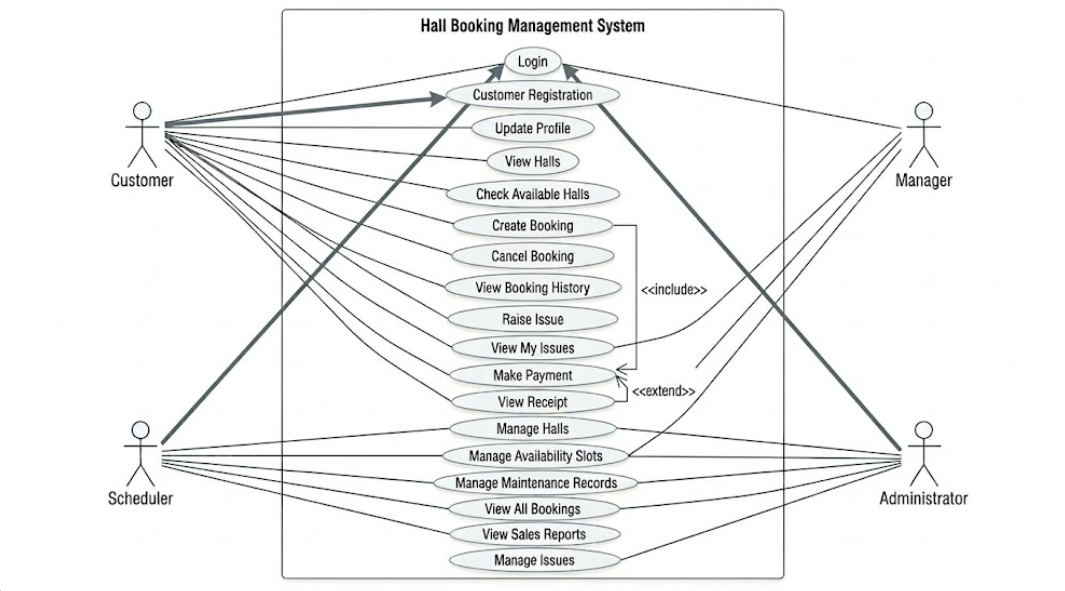 Hall Booking Management System
Login
Customer Registration
Update Profile
View Halls
Check Available Halls
Create Booking
Cancel Booking
View Booking History
Raise Issue
View My Issues
Make Payment
View Receipt
Manage Halls
Manage Availability Slots
Manage Maintenance Records
View All Bookings
View Sales Reports
Manage Issues
<<include>>
<<extend>>
Customer
Manager
Scheduler
Administrator